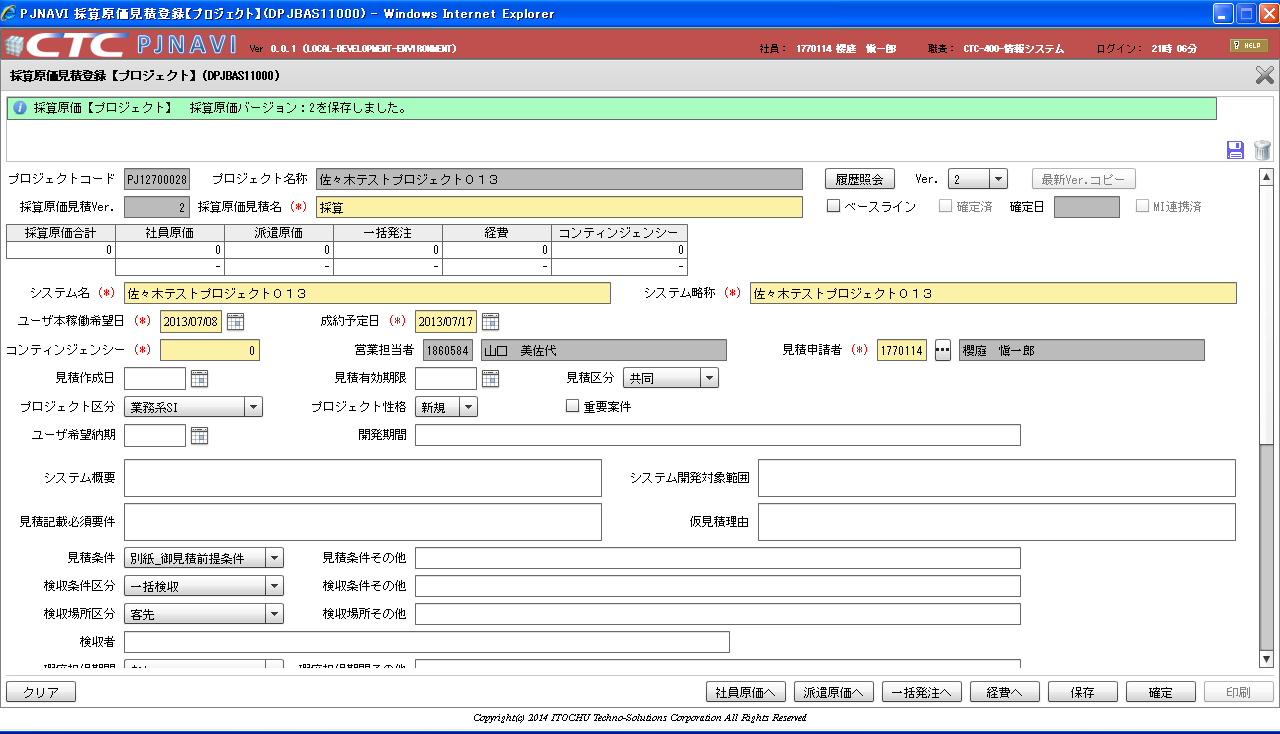 PJNAVI 採算原価見積登録【プロジェクト】(DPJBAS11000) - Windows Internet Explorer
CTC PJNAVI Ver 0.0.1 (LOCAL-DEVELOPMENT-ENVIRONMENT) 社員： 1770114 櫻庭 愼一郎 職責： CTC-400-情報システム ログイン： 21時 06分 ? HELP
採算原価見積登録【プロジェクト】(DPJBAS11000)
採算原価【プロジェクト】 採算原価バージョン：2を保存しました。
プロジェクトコード PJ12700028 プロジェクト名称 佐々木テストプロジェクト０１３ 履歴照会 Ver. 2 最新Ver.コピー
採算原価見積Ver. 2 採算原価見積名 (*) 採算 ベースライン 確定済 確定日 MI連携済
採算原価合計 社員原価 派遣原価 一括発注 経費 コンティンジェンシー
0 0 0 0 0 0
- - - - -
システム名 (*) 佐々木テストプロジェクト０１３ システム略称 (*) 佐々木テストプロジェクト０１３
ユーザ本稼働希望日 (*) 2013/07/08 成約予定日 (*) 2013/07/17
コンティンジェンシー (*) 0 営業担当者 1860584 山口 美佐代 見積申請者 (*) 1770114 ... 櫻庭 愼一郎
見積作成日 見積有効期限 見積区分 共同
プロジェクト区分 業務系SI プロジェクト性格 新規 重要案件
ユーザ希望納期 開発期間
システム概要 システム開発対象範囲
見積記載必須要件 仮見積理由
見積条件 別紙_御見積前提条件 見積条件その他
検収条件区分 一括検収 検収条件その他
検収場所区分 客先 検収場所その他
検収者
瑕疵担保期間 瑕疵担保期間その他
クリア 社員原価へ 派遣原価へ 一括発注へ 経費へ 保存 確定 印刷
Copyright(c) 2014 ITOCHU Techno-Solutions Corporation All Rights Reserved